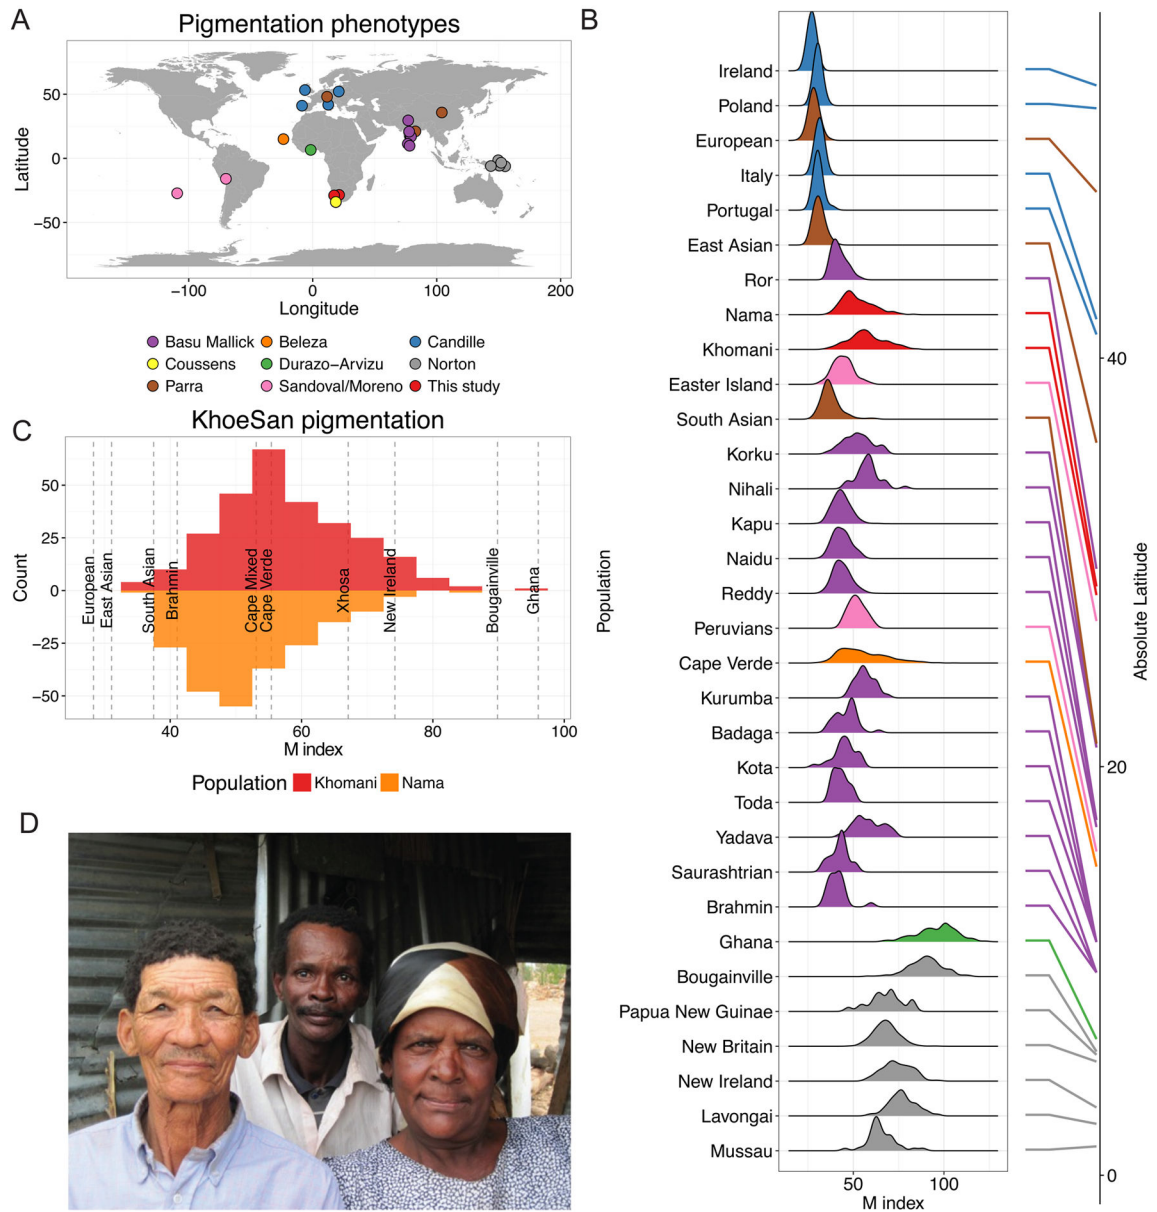 A
Pigmentation phenotypes
50
0
−50
Latitude
−100
0
100
200
Longitude
Basu Mallick
Beleza
Candille
Coussens
Durazo−Arvizu
Norton
Parra
Sandoval/Moreno
This study
C
KhoeSan pigmentation
50
25
0
−25
−50
Count
European
East Asian
South Asian
Brahmin
Cape Mixed
Cape Verde
Xhosa
New Ireland
Bougainville
Ghana
40
60
80
100
M index
Population
Khomani
Nama
D
B
Population
Ireland
Poland
European
Italy
Portugal
East Asian
Ror
Nama
Khomani
Easter Island
South Asian
Korku
Nihali
Kapu
Naidu
Reddy
Peruvians
Cape Verde
Kurumba
Badaga
Kota
Toda
Yadava
Saurashtrian
Brahmin
Ghana
Bougainville
Papua New Guinae
New Britain
New Ireland
Lavongai
Mussau
50
100
M index
40
20
0
Absolute Latitude